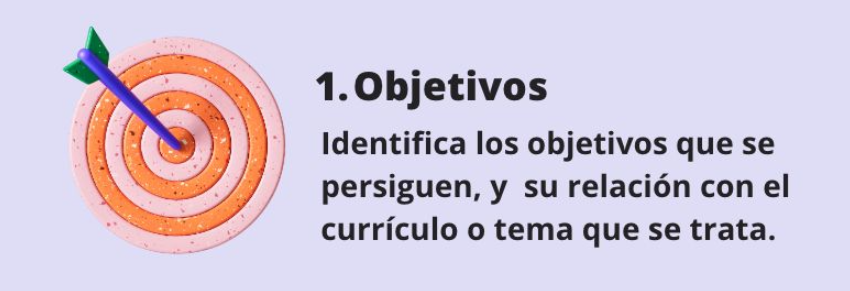 1. Objetivos
Identifica los objetivos que se
persiguen, y su relación con el
currículo o tema que se trata.